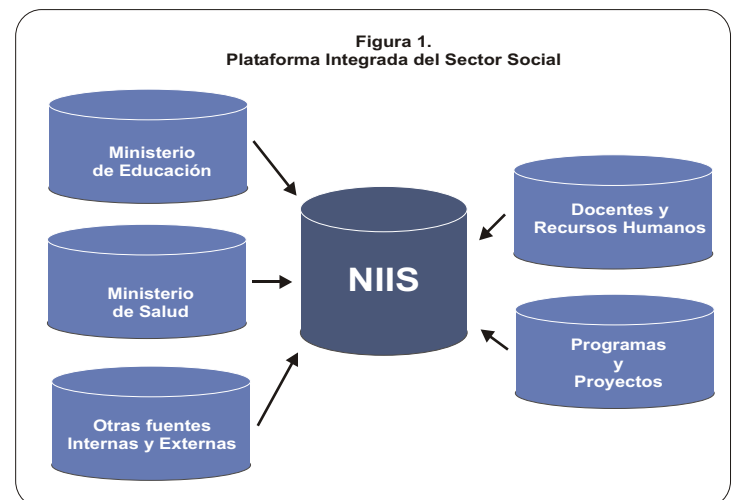 Figura 1.
Plataforma Integrada del Sector Social
Ministerio
de Educación
Ministerio
de Salud
Otras fuentes
Internas y Externas
NIIS
Docentes y
Recursos Humanos
Programas
y
Proyectos